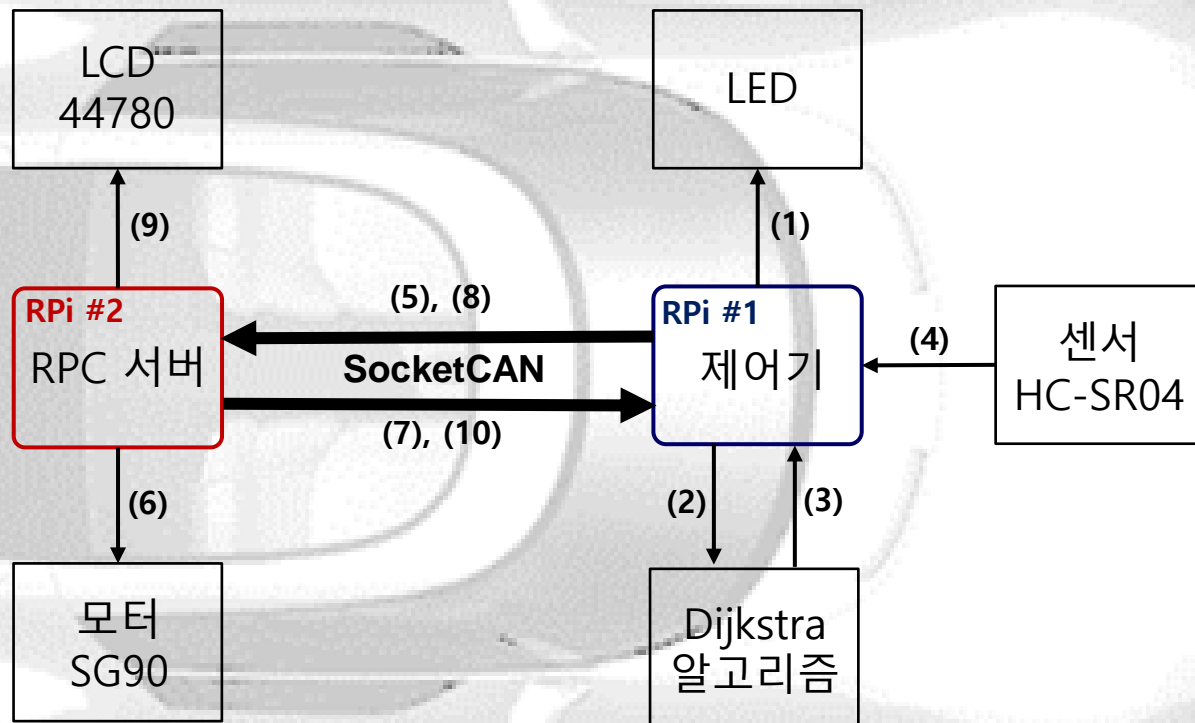 LCD
44780
LED
(9)
(1)
RPi #2
RPC 서버
(5), (8)
SocketCAN
(7), (10)
RPi #1
제어기
(4)
센서
HC-SR04
(6)
(2)
(3)
모터
SG90
Dijkstra
알고리즘